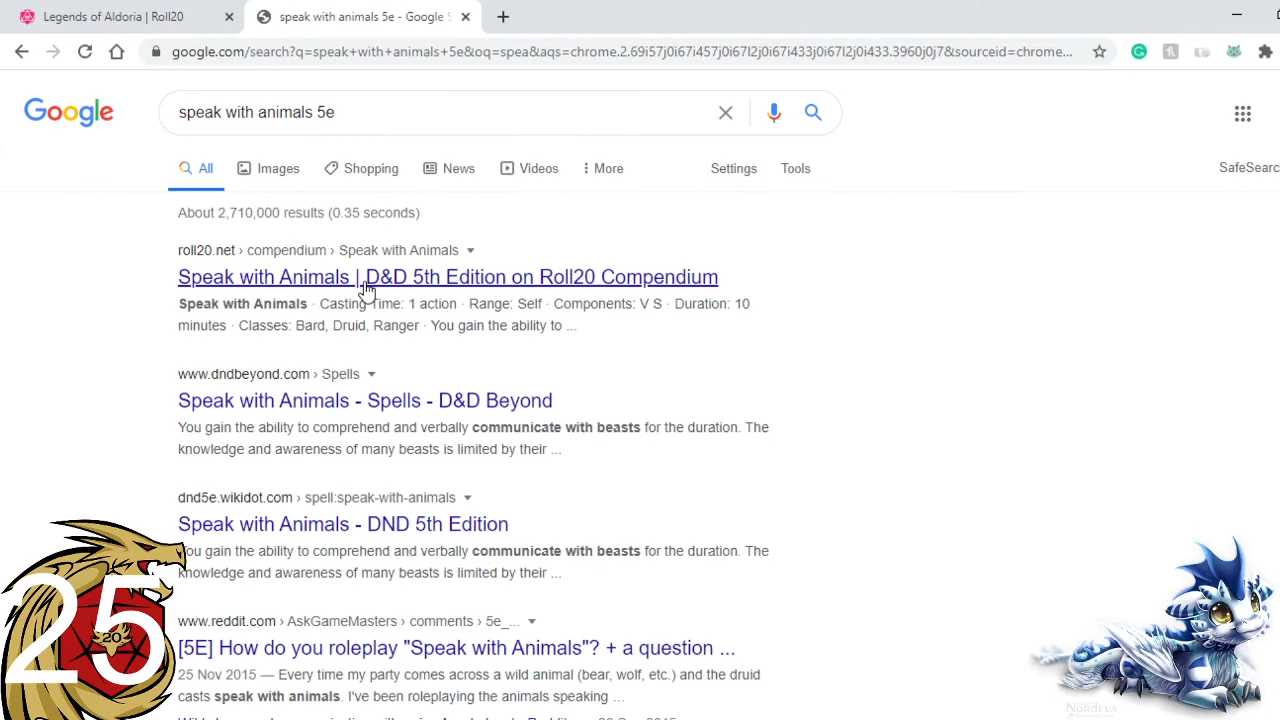 Legends of Aldoria | Roll20
speak with animals 5e - Google S
google.com/search?q=speak+with+animals+5e&oq=spea&aqs=chrome.2.69i57j0i67i457j0i67l2j0i67i433j0i67l2j0i433.3960j0j7&sourceid=chrome...
Google
speak with animals 5e
All Images Shopping News Videos More Settings Tools
SafeSearc
About 2,710,000 results (0.35 seconds)
roll20.net › compendium › Speak with Animals
Speak with Animals | D&D 5th Edition on Roll20 Compendium
Speak with Animals · Casting Time: 1 action · Range: Self · Components: V S · Duration: 10
minutes · Classes: Bard, Druid, Ranger · You gain the ability to ...
www.dndbeyond.com › Spells
Speak with Animals - Spells - D&D Beyond
You gain the ability to comprehend and verbally communicate with beasts for the duration. The
knowledge and awareness of many beasts is limited by their ...
dnd5e.wikidot.com › spell:speak-with-animals
Speak with Animals - DND 5th Edition
You gain the ability to comprehend and verbally communicate with beasts for the duration. The
knowledge and awareness of many beasts is limited by their ...
www.reddit.com › AskGameMasters › comments › 5e_...
[5E] How do you roleplay "Speak with Animals"? + a question ...
25 Nov 2015 — Every time my party comes across a wild animal (bear, wolf, etc.) and the druid
casts speak with animals. I've been roleplaying the animals speaking ...
25
20
NORDEVA